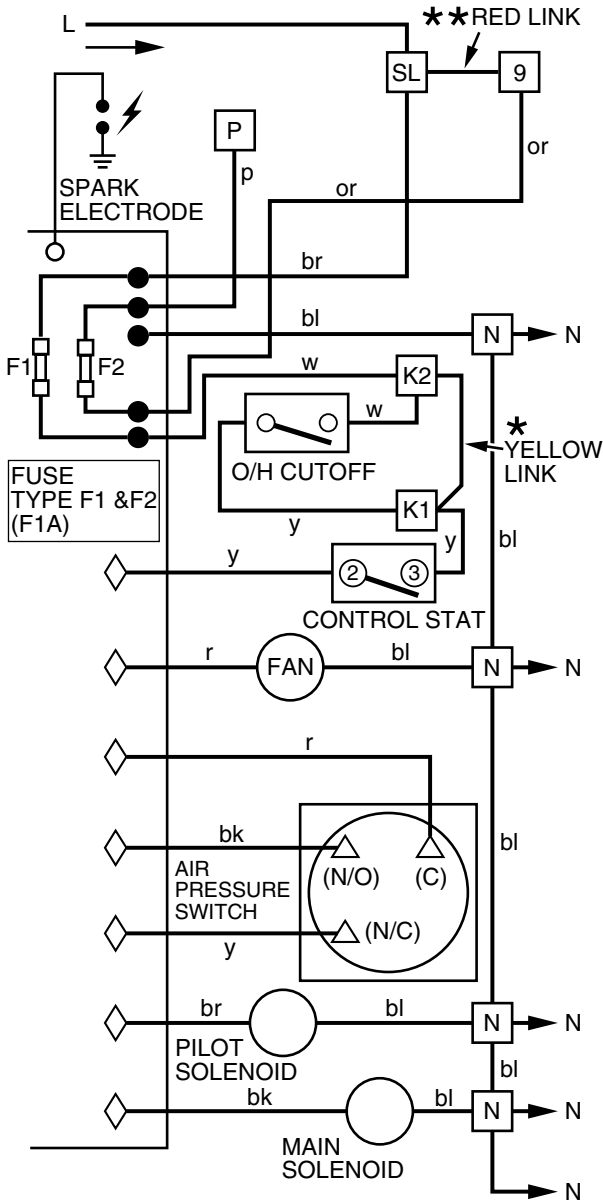 L
**RED LINK
SL
9
or
P
p
SPARK
ELECTRODE
or
br
bl
N
N
F1
F2
w
K2
w
*
YELLOW
LINK
O/H CUTOFF
FUSE
TYPE F1 &F2
(F1A)
K1
y
y
bl
y
2
3
CONTROL STAT
r
FAN
bl
N
N
r
bk
(N/O)
(C)
bl
AIR
PRESSURE
SWITCH
(N/C)
y
br
bl
N
N
PILOT
SOLENOID
bl
bk
bl
N
N
MAIN
SOLENOID
N